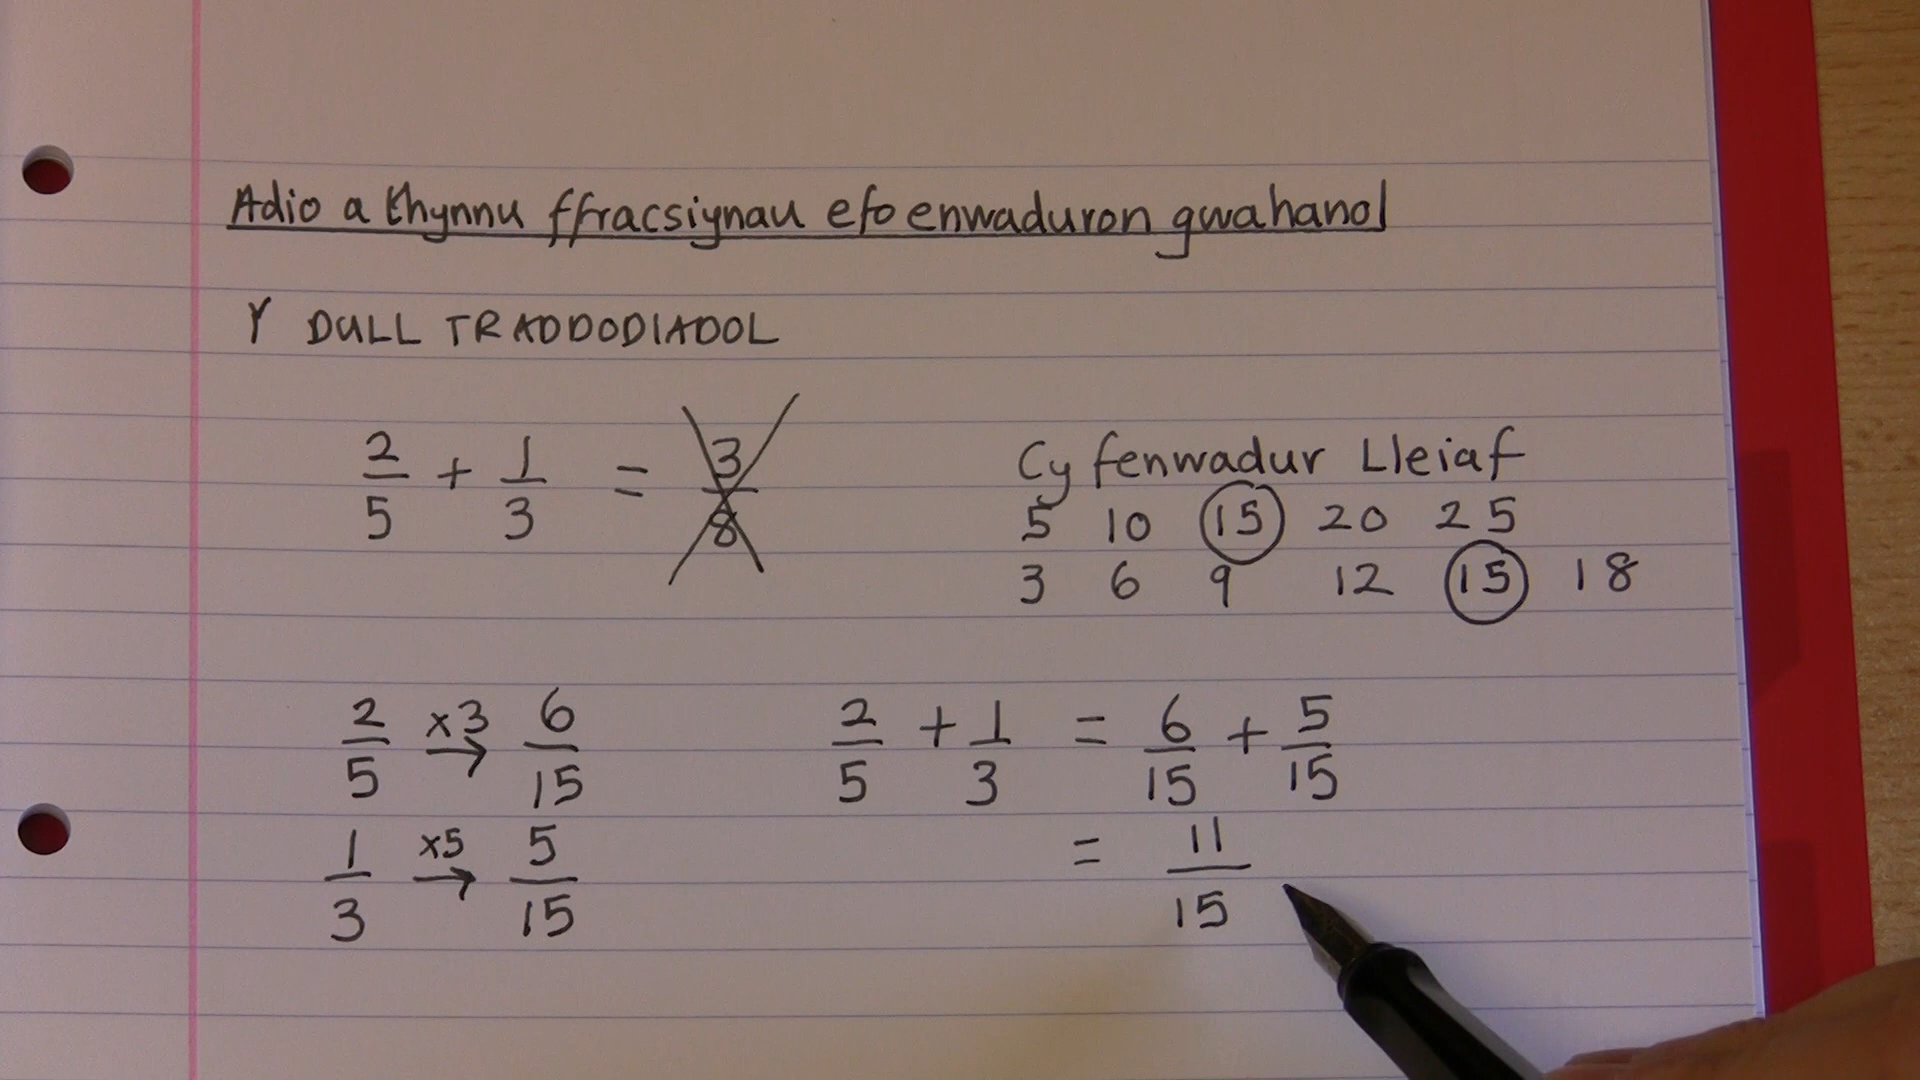 Adio a thynnu ffracsiynau efo enwaduron gwahanol
Y DULL TRADDODIADOL
2/5 + 1/3 = 3/8
Cyfenwadur Lleiaf
5 10 15 20 25
3 6 9 12 15 18
2/5 x3 → 6/15
1/3 x5 → 5/15
2/5 + 1/3 = 6/15 + 5/15
= 11/15